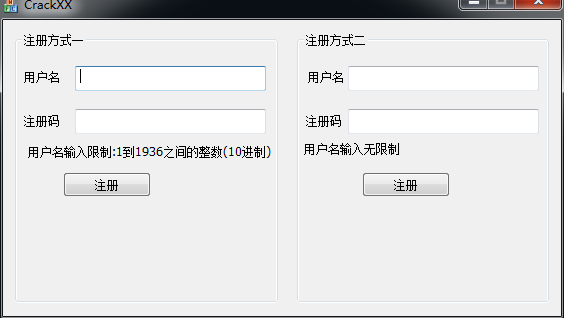 CrackXX
注册方式一
用户名
注册码
用户名输入限制:1到1936之间的整数(10进制)
注册
注册方式二
用户名
注册码
用户名输入无限制
注册